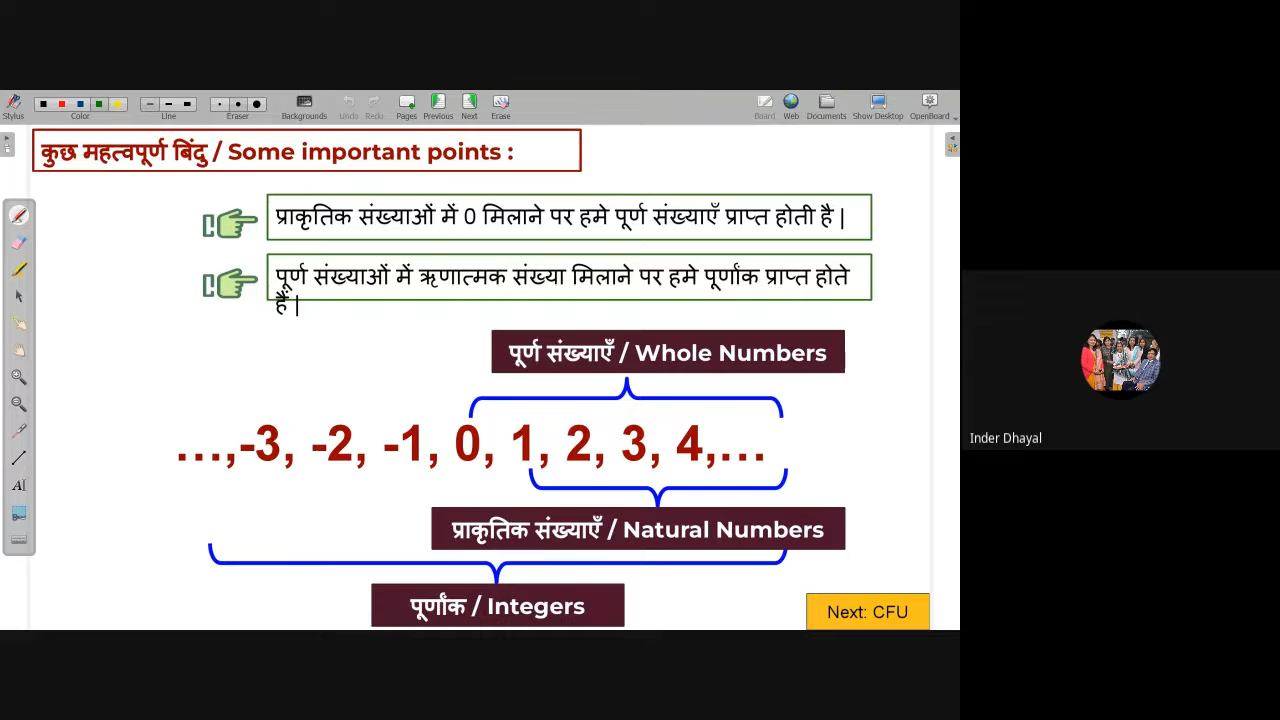 Stylus
Color
Line
Eraser
Backgrounds
Undo
Redo
Pages
Previous
Next
Erase
Board
Web
Documents
Show Desktop
OpenBoard
कुछ महत्वपूर्ण बिंदु / Some important points :
प्राकृतिक संख्याओं में 0 मिलाने पर हमे पूर्ण संख्याएँ प्राप्त होती है |
पूर्ण संख्याओं में ऋणात्मक संख्या मिलाने पर हमे पूर्णांक प्राप्त होते
हैं |
पूर्ण संख्याएँ / Whole Numbers
...,-3, -2, -1, 0, 1, 2, 3, 4,...
प्राकृतिक संख्याएँ / Natural Numbers
पूर्णांक / Integers
Next: CFU
Inder Dhayal